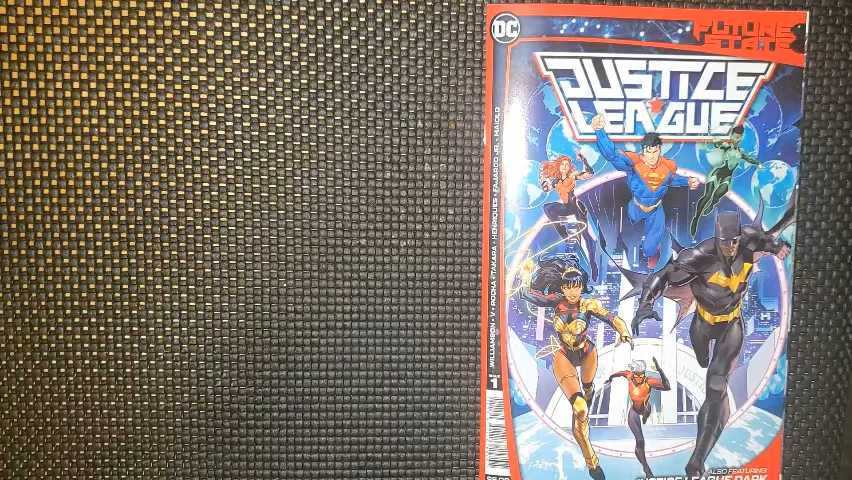 DC
FUTURE
STATE
JUSTICE
LEAGUE
WILLIAMSON • V • ROCHA • TAKARA • HENRIQUES • FAJARDO JR. • MAIOLO
1
ALSO FEATURING:
JUSTICE LEAGUE DARK